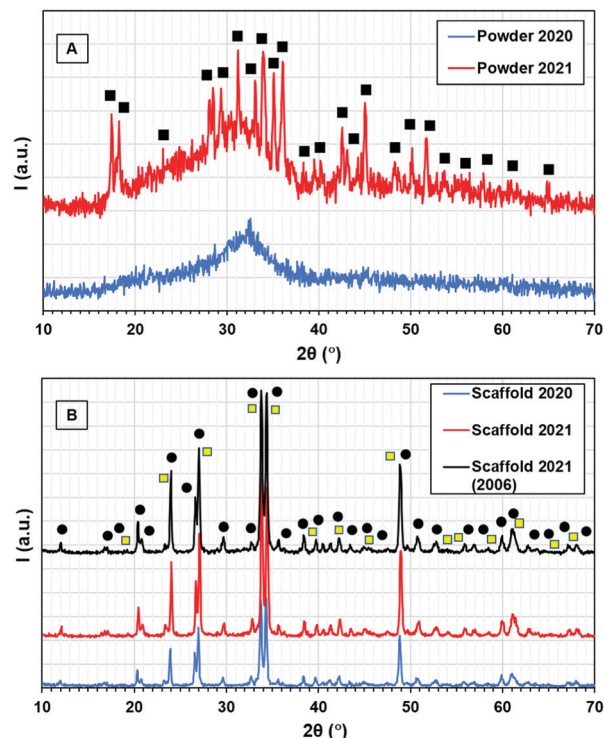 A
Powder 2020
Powder 2021
I (a.u.)
10 20 30 40 50 60 70
2θ (°)
B
Scaffold 2020
Scaffold 2021
Scaffold 2021
(2006)
I (a.u.)
10 20 30 40 50 60 70
2θ (°)